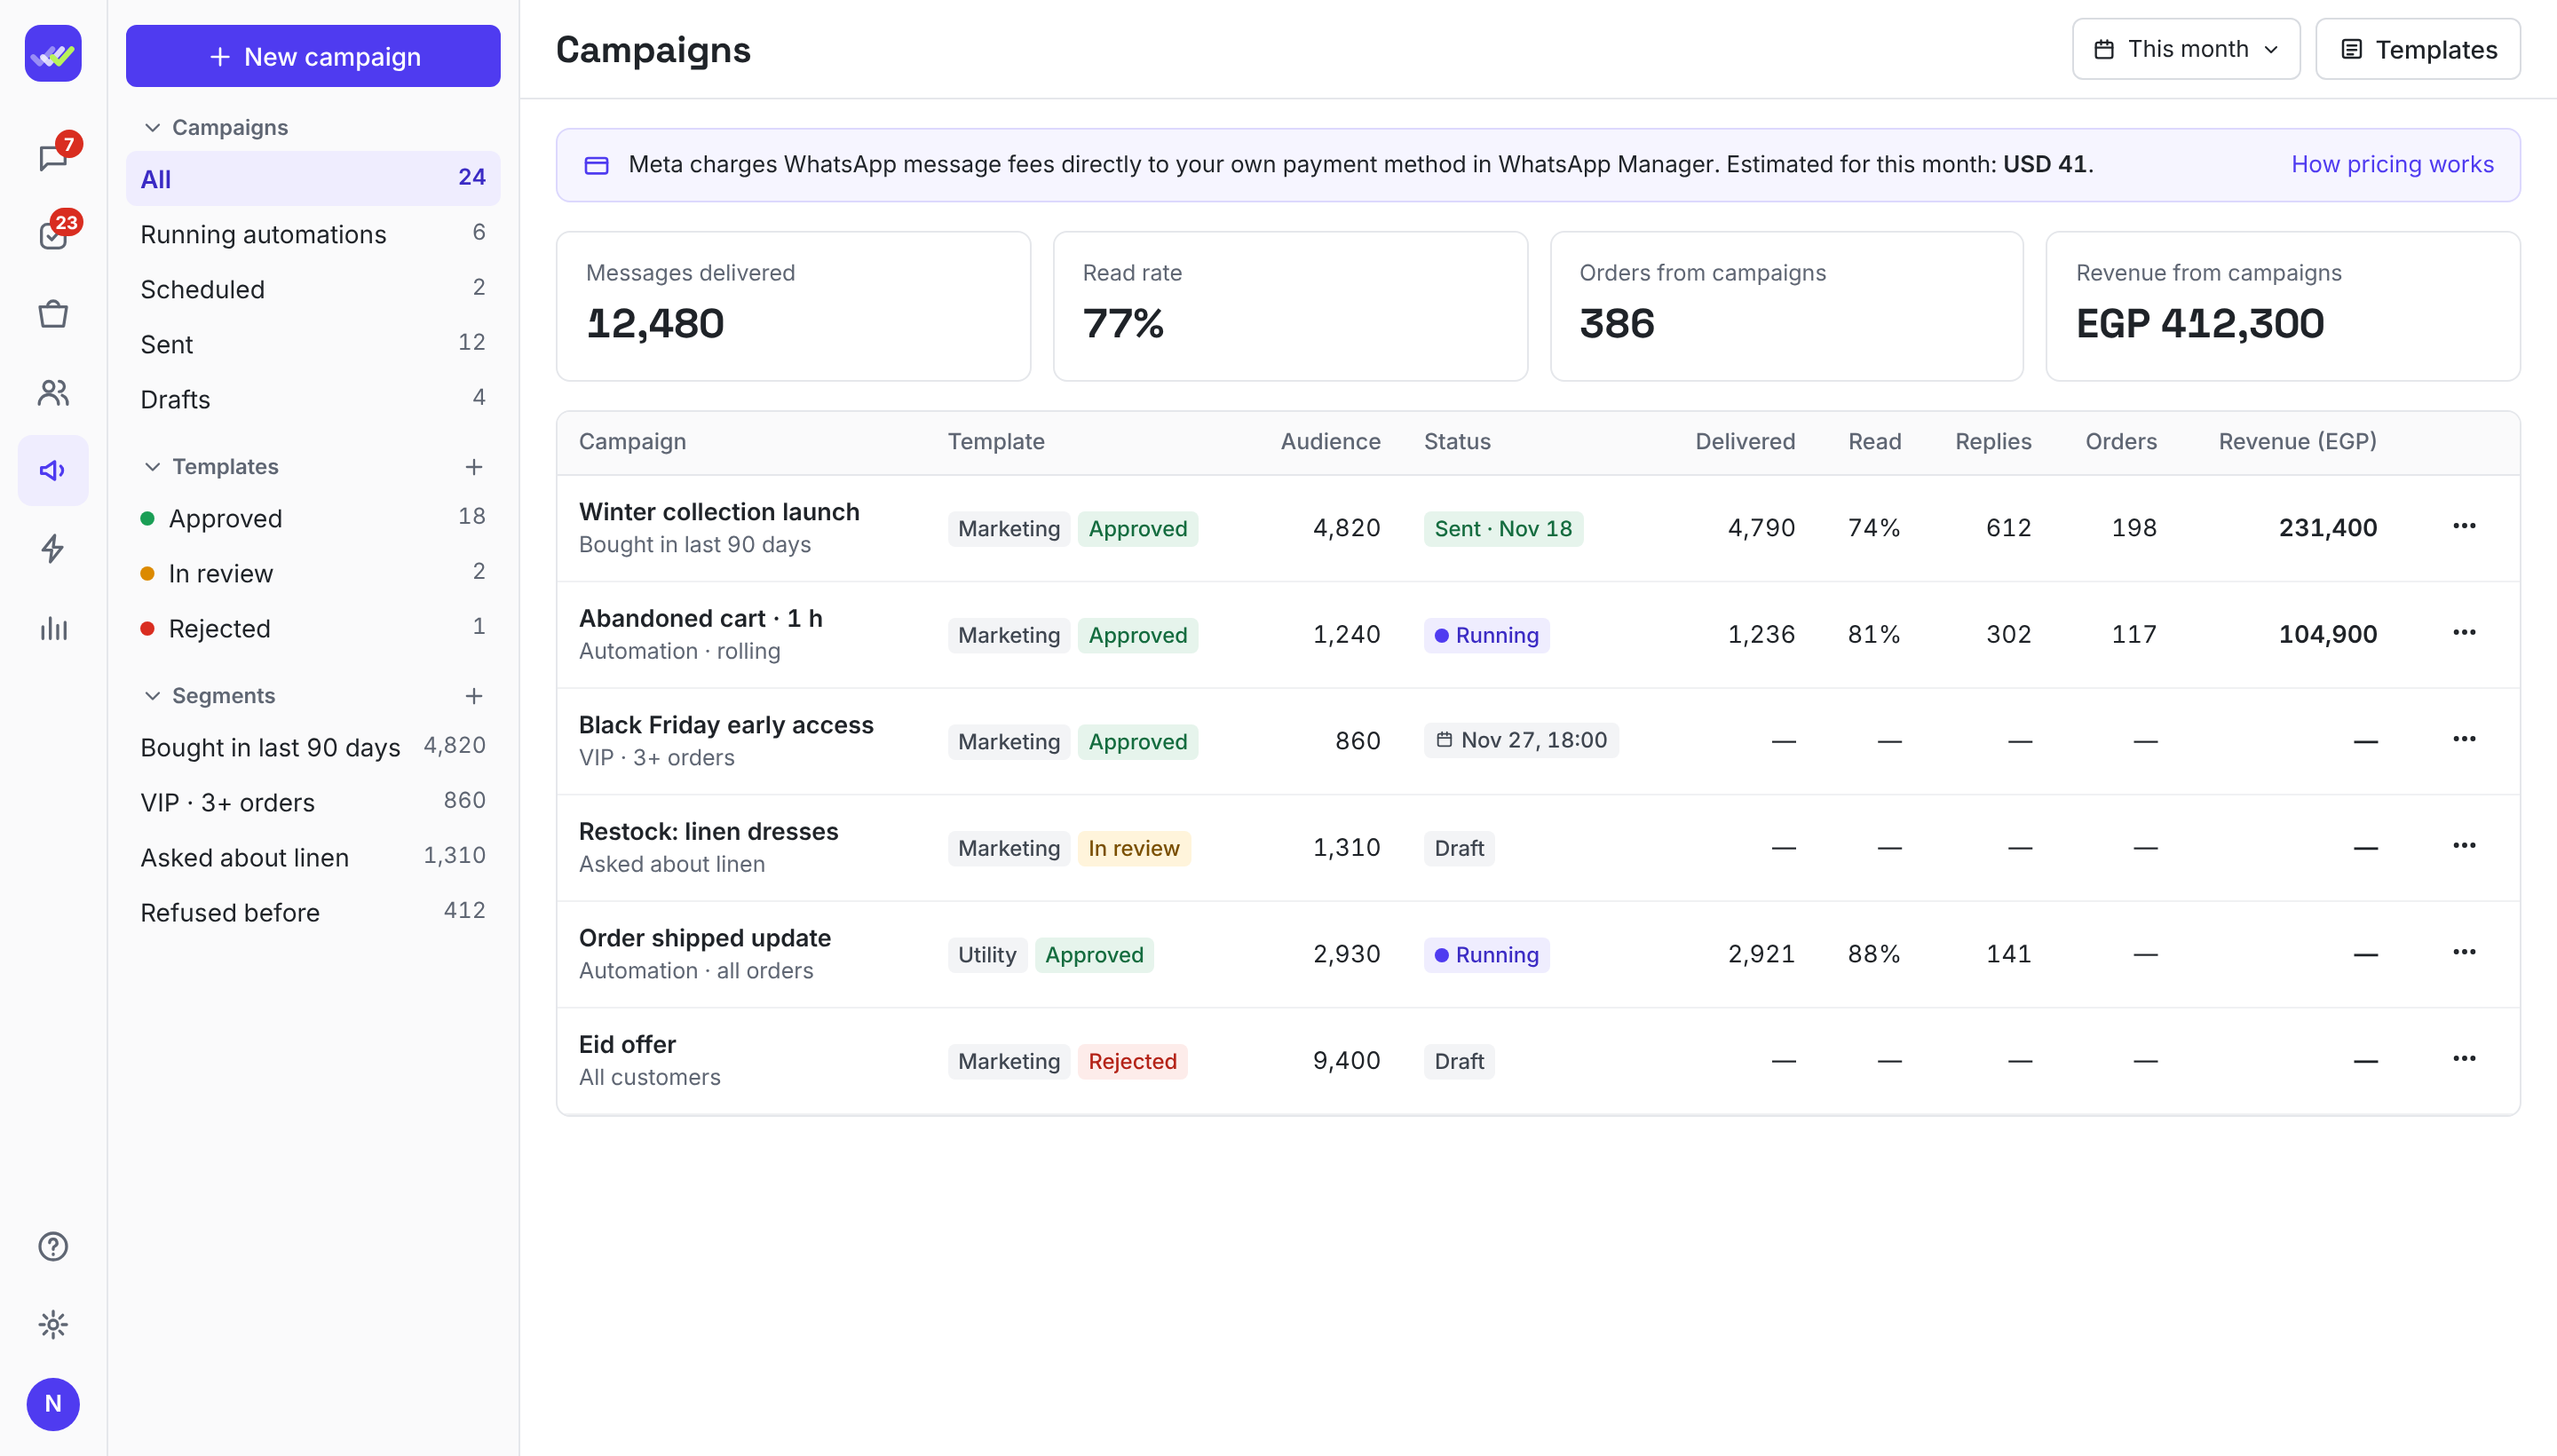 New campaign
Campaigns
This month
Templates
7
23
Campaigns
All 24
Running automations 6
Scheduled 2
Sent 12
Drafts 4
Templates
Approved 18
In review 2
Rejected 1
Segments
Bought in last 90 days 4,820
VIP · 3+ orders 860
Asked about linen 1,310
Refused before 412
N
Meta charges WhatsApp message fees directly to your own payment method in WhatsApp Manager. Estimated for this month: USD 41. How pricing works
Messages delivered
12,480
Read rate
77%
Orders from campaigns
386
Revenue from campaigns
EGP 412,300
Campaign Template Audience Status Delivered Read Replies Orders Revenue (EGP)
Winter collection launch
Bought in last 90 days
Marketing Approved 4,820 Sent · Nov 18 4,790 74% 612 198 231,400
Abandoned cart · 1 h
Automation · rolling
Marketing Approved 1,240 Running 1,236 81% 302 117 104,900
Black Friday early access
VIP · 3+ orders
Marketing Approved 860 Nov 27, 18:00 — — — — —
Restock: linen dresses
Asked about linen
Marketing In review 1,310 Draft — — — — —
Order shipped update
Automation · all orders
Utility Approved 2,930 Running 2,921 88% 141 — —
Eid offer
All customers
Marketing Rejected 9,400 Draft — — — — —